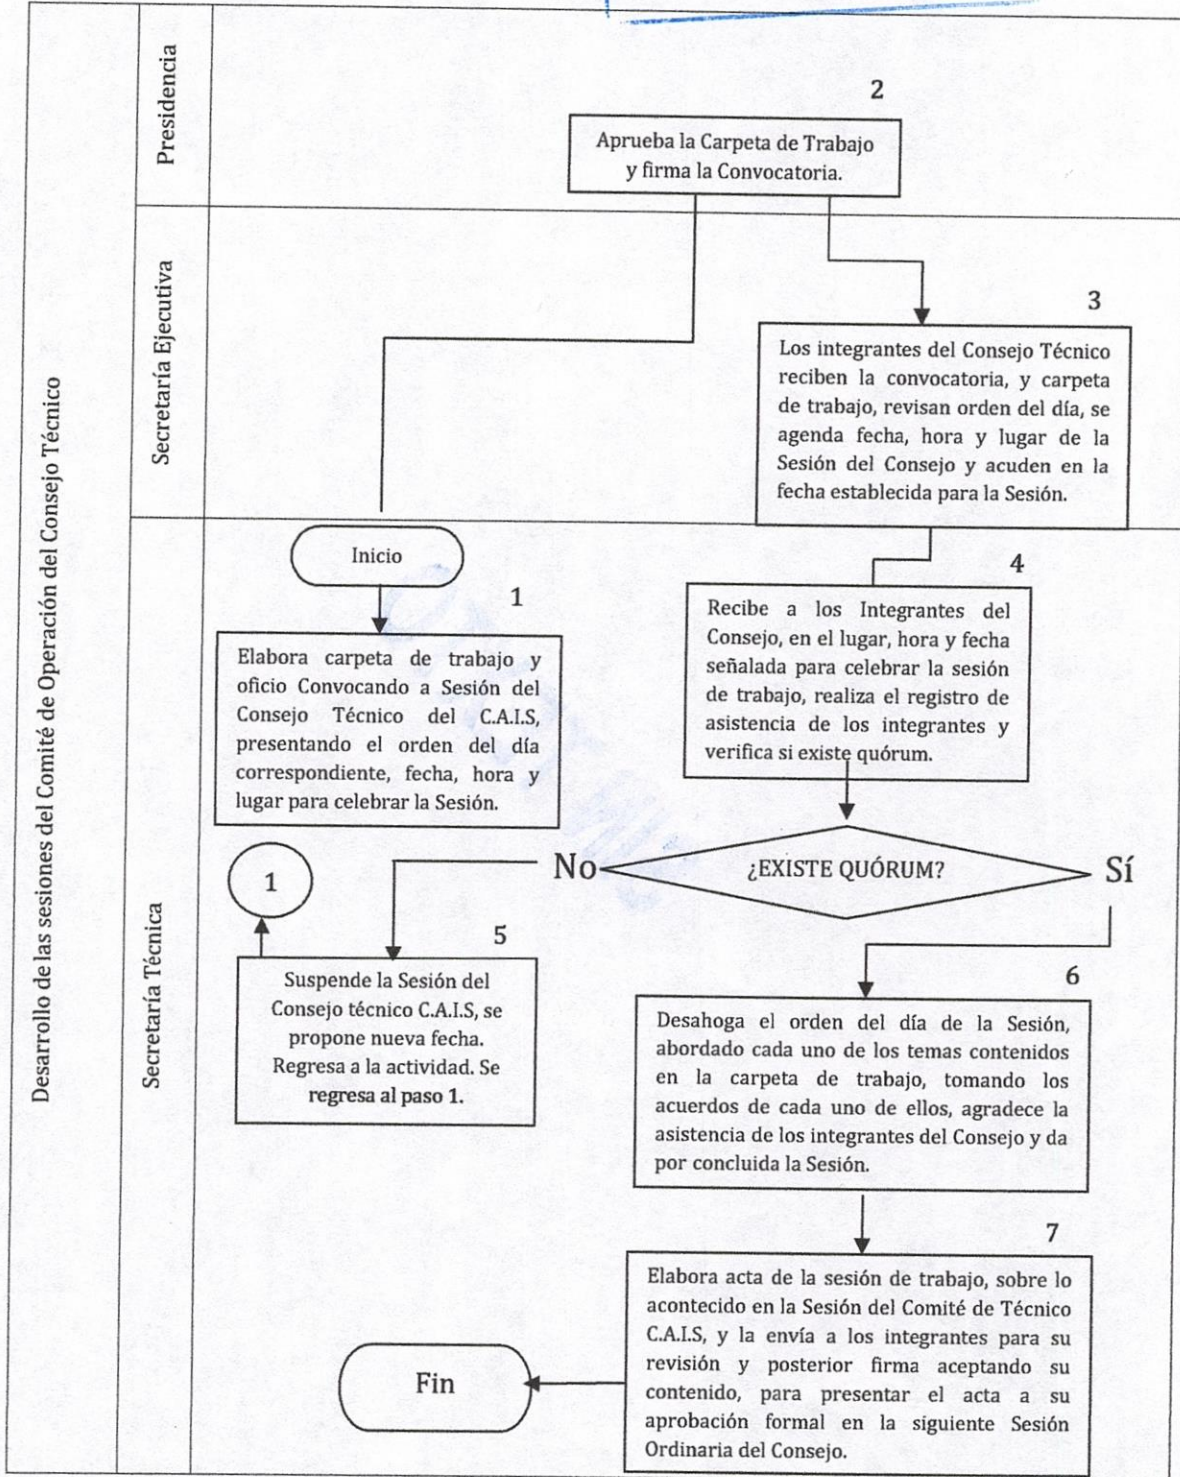 Desarrollo de las sesiones del Comité de Operación del Consejo Técnico
Presidencia
2
Aprueba la Carpeta de Trabajo
y firma la Convocatoria.
Secretaría Ejecutiva
3
Los integrantes del Consejo Técnico
reciben la convocatoria, y carpeta
de trabajo, revisan orden del día, se
agenda fecha, hora y lugar de la
Sesión del Consejo y acuden en la
fecha establecida para la Sesión.
Secretaría Técnica
Inicio
1
Elabora carpeta de trabajo y
oficio Convocando a Sesión del
Consejo Técnico del C.A.I.S,
presentando el orden del día
correspondiente, fecha, hora y
lugar para celebrar la Sesión.
4
Recibe a los Integrantes del
Consejo, en el lugar, hora y fecha
señalada para celebrar la sesión
de trabajo, realiza el registro de
asistencia de los integrantes y
verifica si existe quórum.
¿EXISTE QUÓRUM?
No
Sí
1
5
Suspende la Sesión del
Consejo técnico C.A.I.S, se
propone nueva fecha.
Regresa a la actividad. Se
regresa al paso 1.
6
Desahoga el orden del día de la Sesión,
abordado cada uno de los temas contenidos
en la carpeta de trabajo, tomando los
acuerdos de cada uno de ellos, agradece la
asistencia de los integrantes del Consejo y da
por concluida la Sesión.
7
Elabora acta de la sesión de trabajo, sobre lo
acontecido en la Sesión del Comité de Técnico
C.A.I.S, y la envía a los integrantes para su
revisión y posterior firma aceptando su
contenido, para presentar el acta a su
aprobación formal en la siguiente Sesión
Ordinaria del Consejo.
Fin